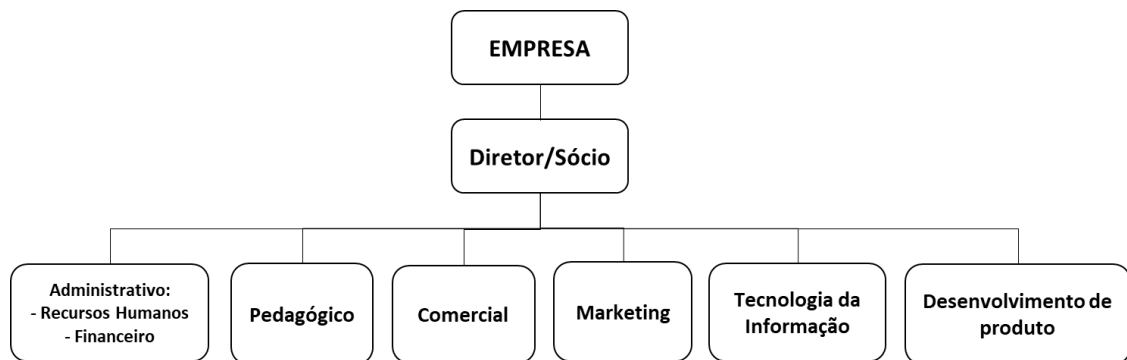 EMPRESA
Diretor/Sócio
Administrativo:
- Recursos Humanos
- Financeiro
Pedagógico
Comercial
Marketing
Tecnologia da
Informação
Desenvolvimento de
produto